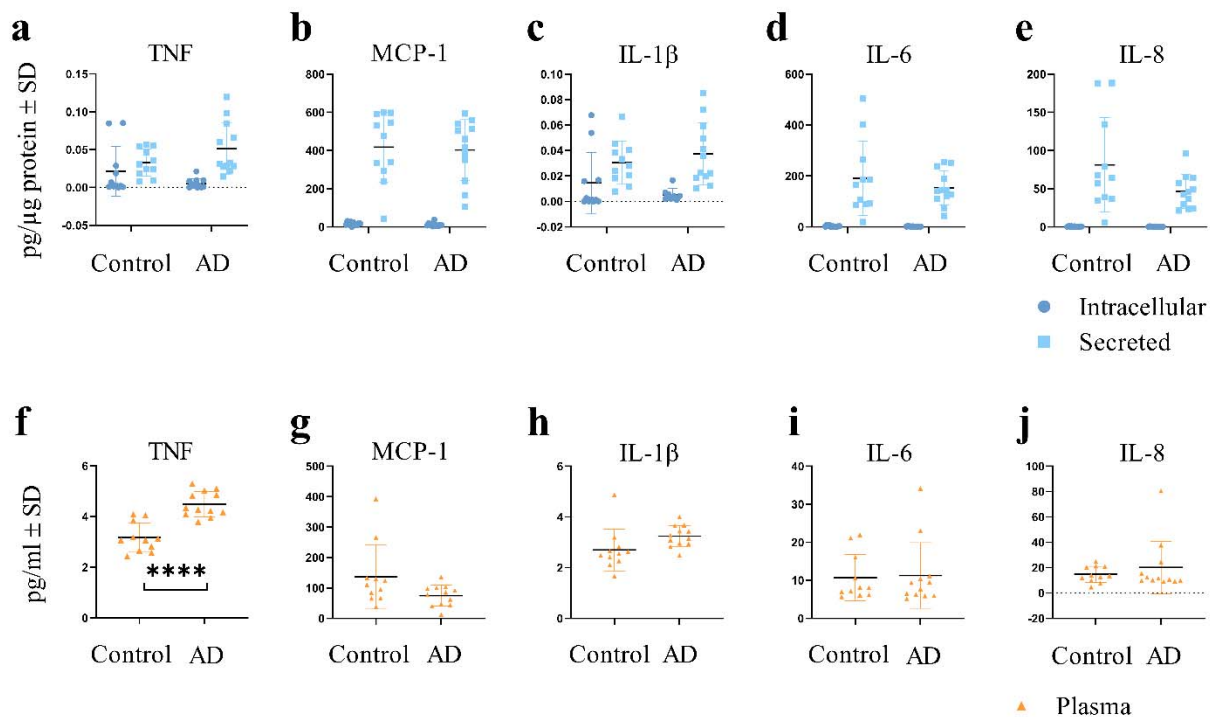 a
b
c
d
e
TNF
MCP-1
IL-1β
IL-6
IL-8
pg/µg protein ± SD
0.15
0.10
0.05
0.00
-0.05
800
600
400
200
0
0.10
0.08
0.06
0.04
0.02
0.00
-0.02
600
400
200
0
200
150
100
50
0
Control AD
Control AD
Control AD
Control AD
Control AD
Intracellular
Secreted
f
g
h
i
j
TNF
MCP-1
IL-1β
IL-6
IL-8
pg/ml ± SD
6
4
2
0
****
500
400
300
200
100
0
6
4
2
0
40
30
20
10
0
100
80
60
40
20
0
-20
Control AD
Control AD
Control AD
Control AD
Control AD
Plasma